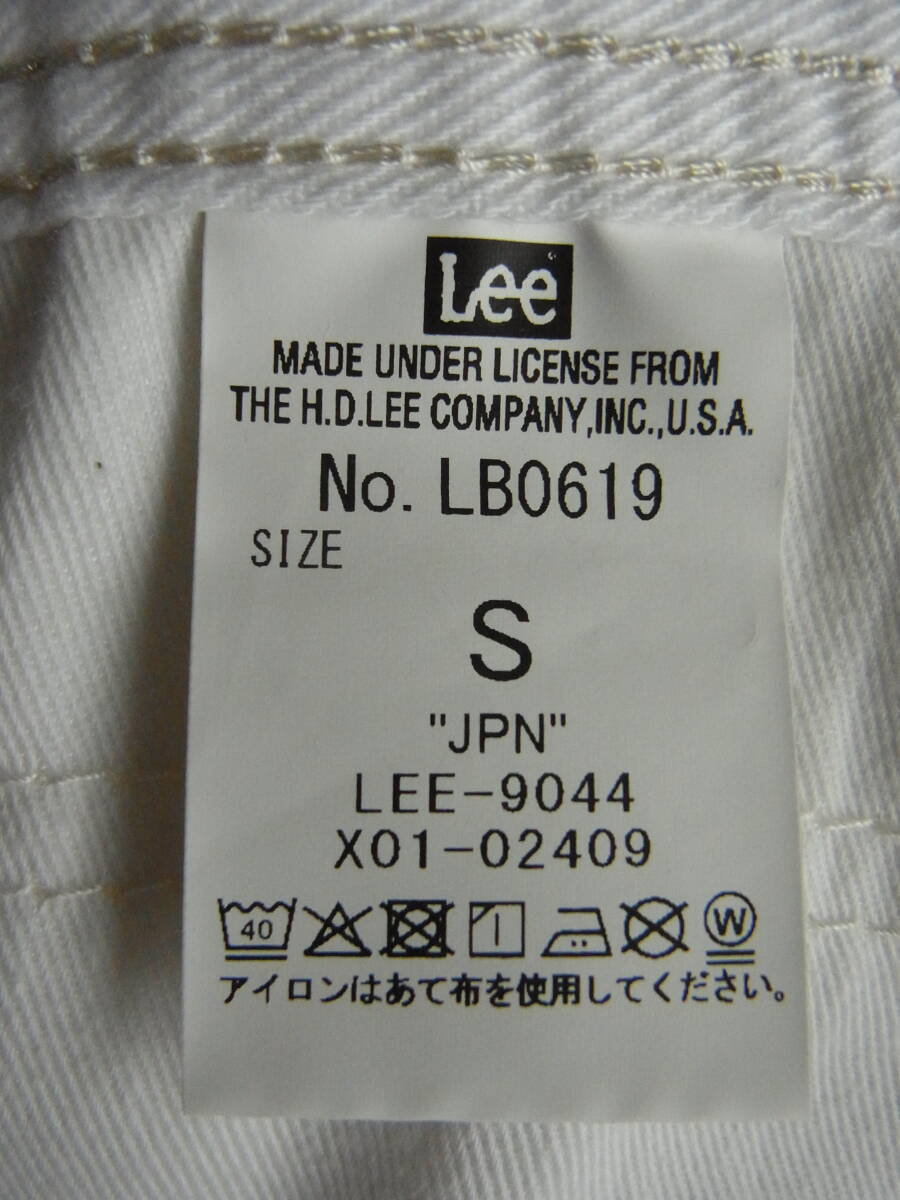 Lee
MADE UNDER LICENSE FROM
THE H.D.LEE COMPANY,INC.,U.S.A.
No. LB0619
SIZE
S
"JPN"
LEE-9044
X01-02409
40 W
アイロンはあて布を使用してください。